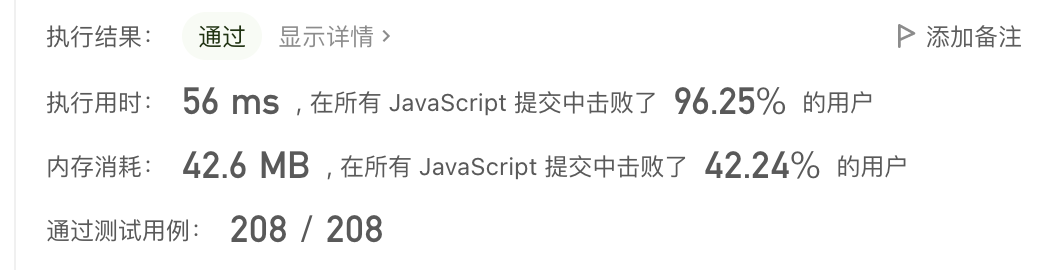 执行结果： 通过 显示详情 › 添加备注
执行用时： 56 ms , 在所有 JavaScript 提交中击败了 96.25% 的用户
内存消耗： 42.6 MB , 在所有 JavaScript 提交中击败了 42.24% 的用户
通过测试用例： 208 / 208